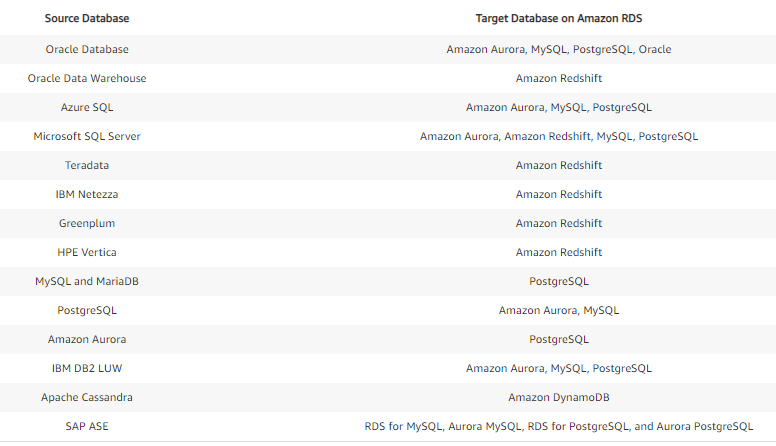 Source Database Target Database on Amazon RDS
Oracle Database Amazon Aurora, MySQL, PostgreSQL, Oracle
Oracle Data Warehouse Amazon Redshift
Azure SQL Amazon Aurora, MySQL, PostgreSQL
Microsoft SQL Server Amazon Aurora, Amazon Redshift, MySQL, PostgreSQL
Teradata Amazon Redshift
IBM Netezza Amazon Redshift
Greenplum Amazon Redshift
HPE Vertica Amazon Redshift
MySQL and MariaDB PostgreSQL
PostgreSQL Amazon Aurora, MySQL
Amazon Aurora PostgreSQL
IBM DB2 LUW Amazon Aurora, MySQL, PostgreSQL
Apache Cassandra Amazon DynamoDB
SAP ASE RDS for MySQL, Aurora MySQL, RDS for PostgreSQL, and Aurora PostgreSQL